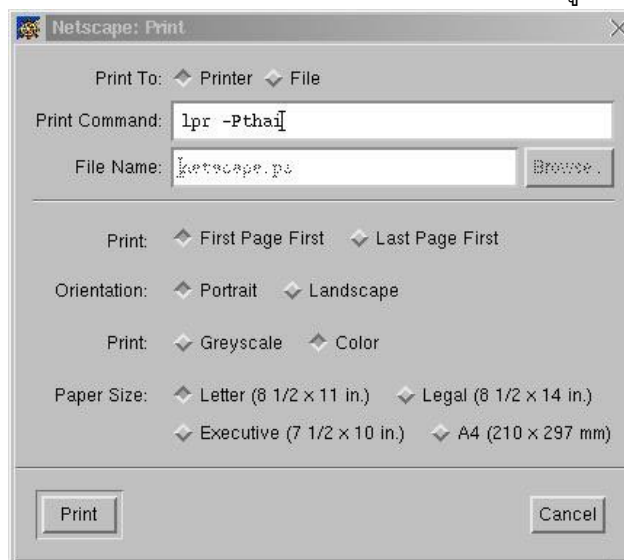 Netscape: Print
Print To: Printer File
Print Command: lpr -Pthai
File Name: netscape.ps Browse..
Print: First Page First Last Page First
Orientation: Portrait Landscape
Print: Greyscale Color
Paper Size: Letter (8 1/2 x 11 in.) Legal (8 1/2 x 14 in.)
Executive (7 1/2 x 10 in.) A4 (210 x 297 mm)
Print Cancel